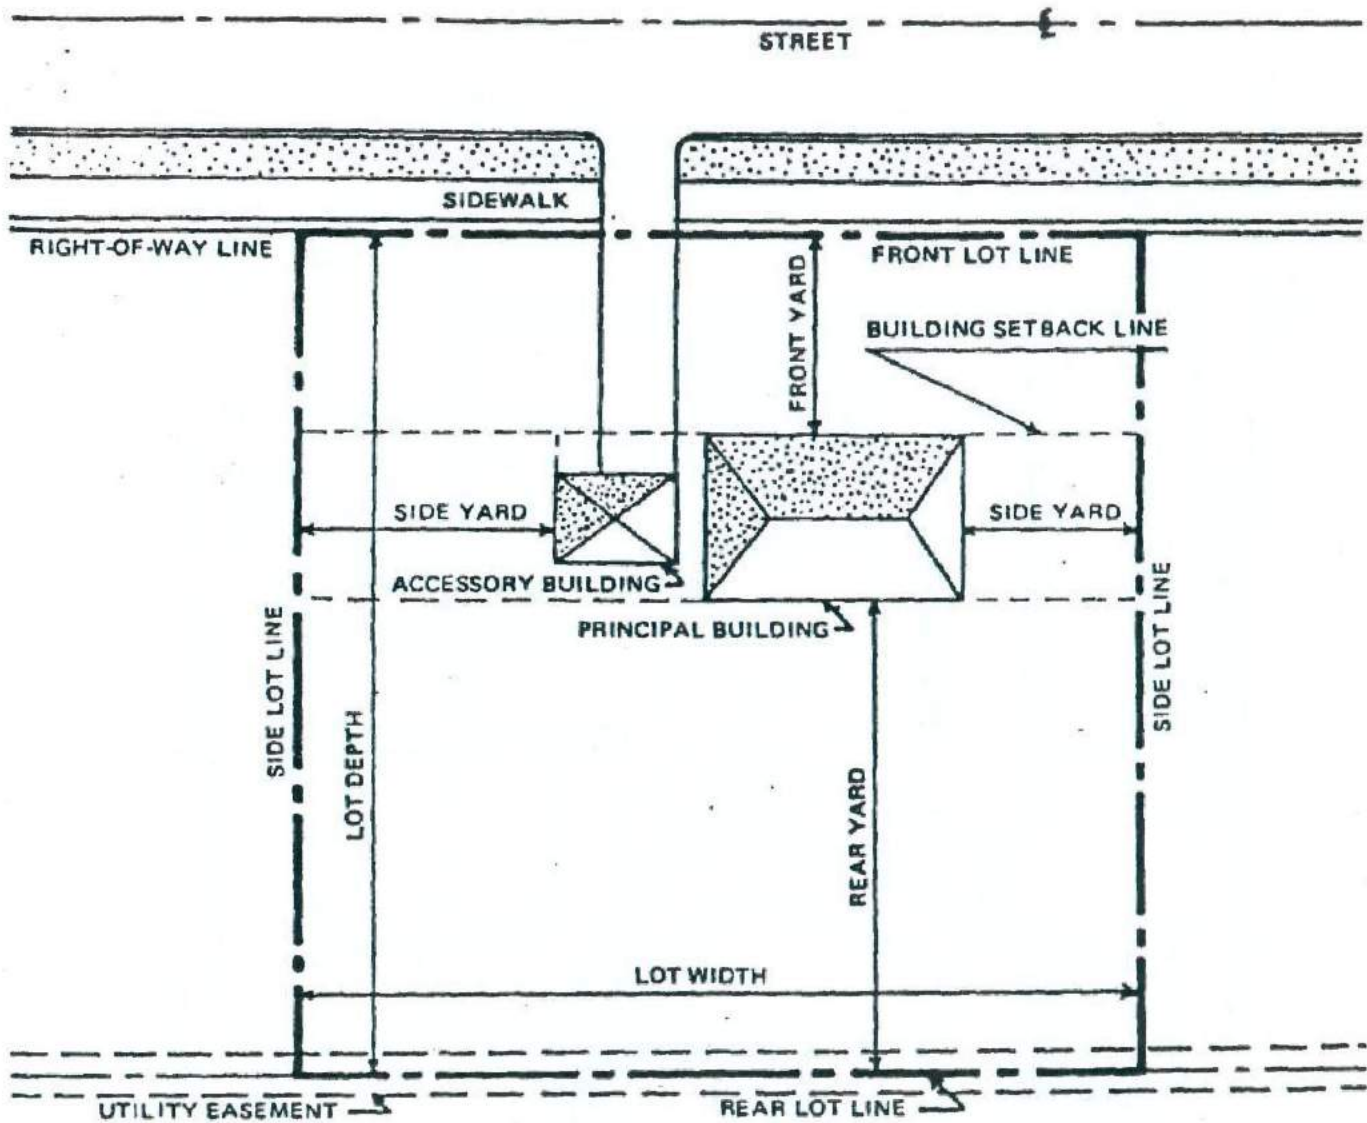 ℄
STREET
SIDEWALK
RIGHT-OF-WAY LINE
FRONT LOT LINE
FRONT YARD
BUILDING SETBACK LINE
SIDE YARD
SIDE YARD
ACCESSORY BUILDING
PRINCIPAL BUILDING
SIDE LOT LINE
SIDE LOT LINE
LOT DEPTH
REAR YARD
LOT WIDTH
UTILITY EASEMENT
REAR LOT LINE